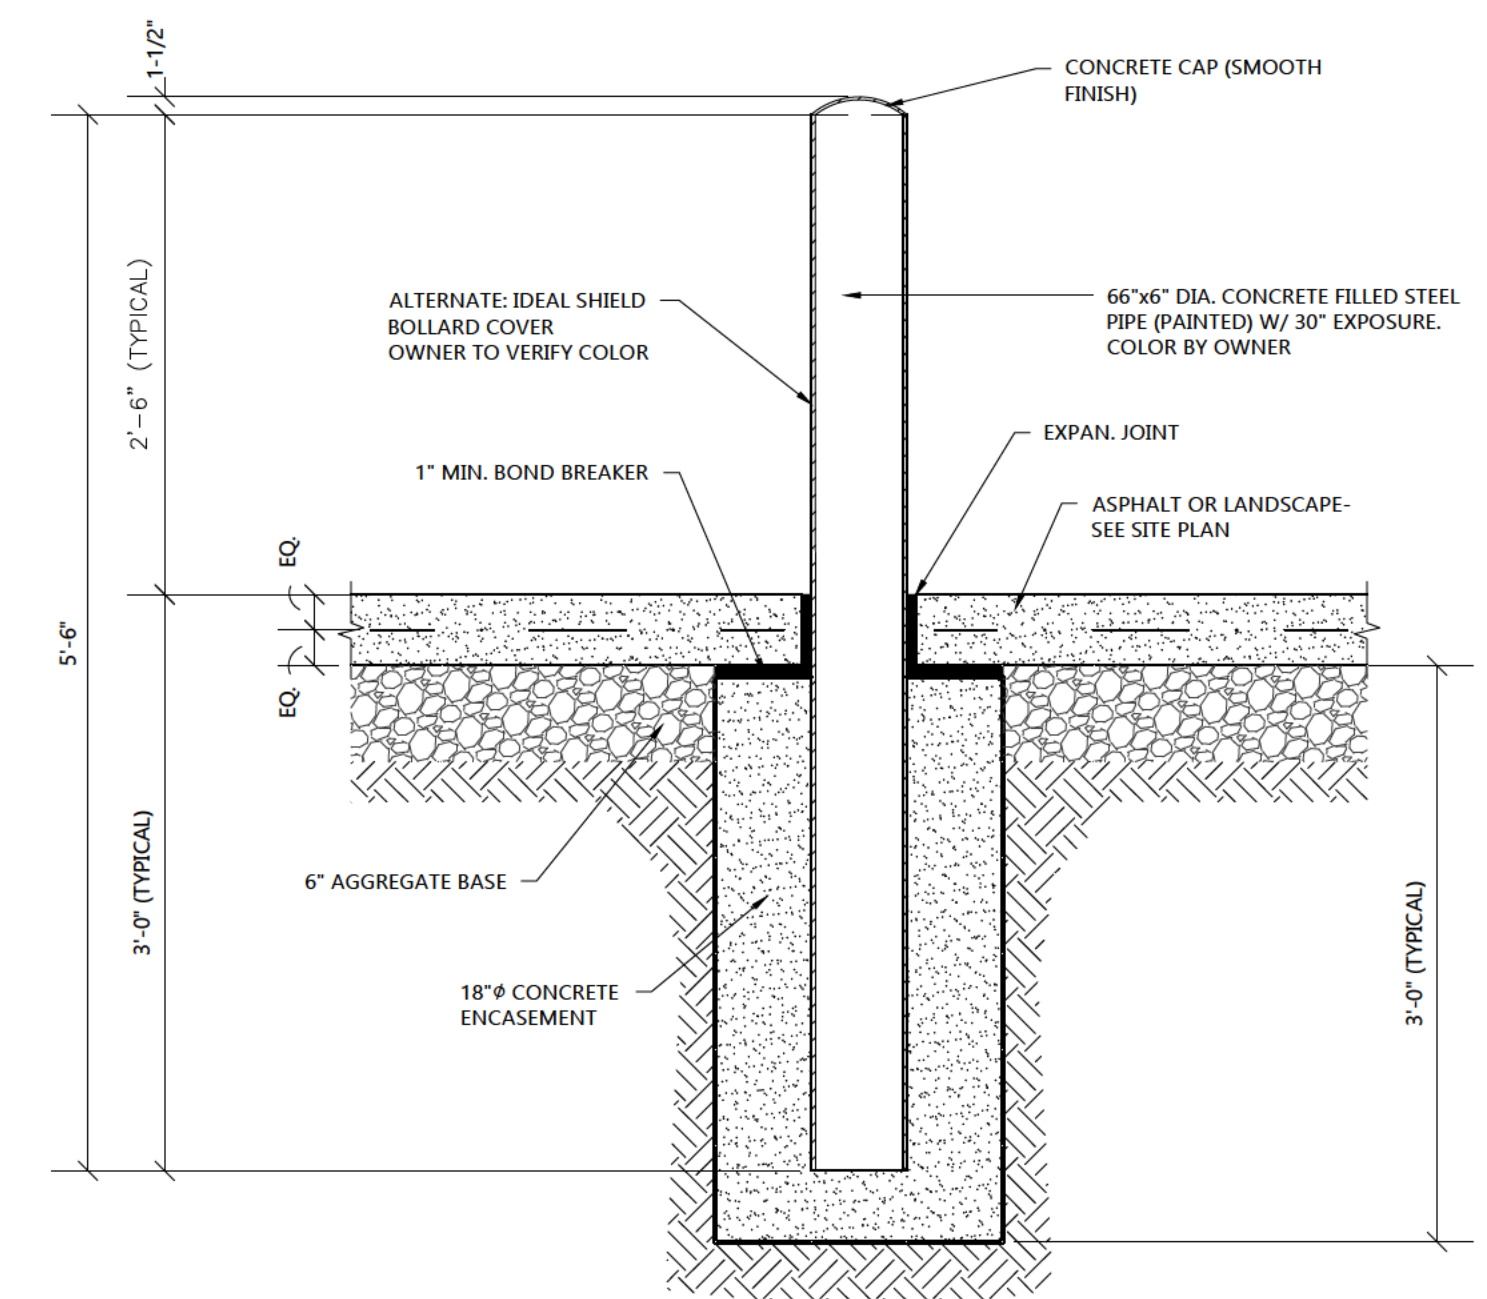 1-1/2"
CONCRETE CAP (SMOOTH
FINISH)
2'-6" (TYPICAL)
ALTERNATE: IDEAL SHIELD
BOLLARD COVER
OWNER TO VERIFY COLOR
66"x6" DIA. CONCRETE FILLED STEEL
PIPE (PAINTED) W/ 30" EXPOSURE.
COLOR BY OWNER
EXPAN. JOINT
1" MIN. BOND BREAKER
ASPHALT OR LANDSCAPE-
SEE SITE PLAN
EQ.
5'-6"
EQ.
6" AGGREGATE BASE
3'-0" (TYPICAL)
3'-0" (TYPICAL)
18"⌀ CONCRETE
ENCASEMENT